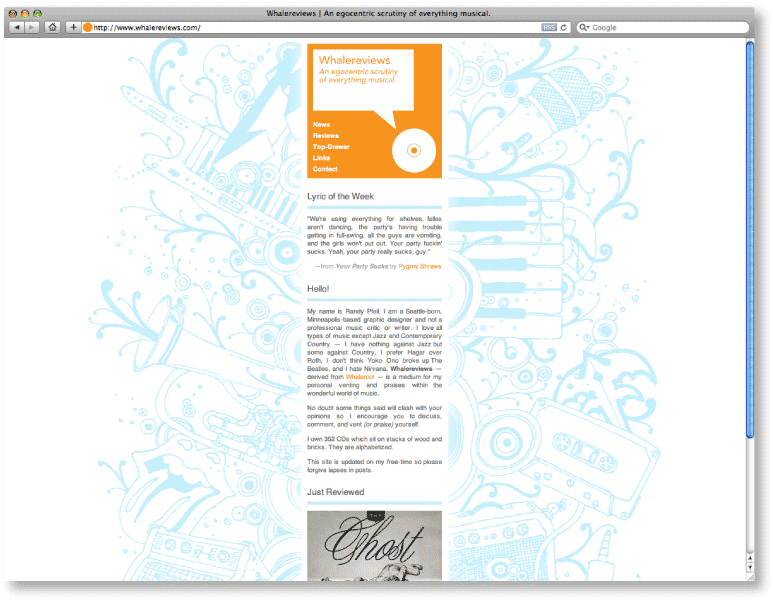 Whalereviews | An egocentric scrutiny of everything musical.
http://www.whalereviews.com/
RSS
Google
Whalereviews
An egocentric scrutiny
of everything musical.
News
Reviews
Top-Drawer
Links
Contact
Lyric of the Week
"We're using everything for shelves, fellas
aren't dancing, the party's having trouble
getting in full-swing, all the guys are vomiting,
and the girls won't put out. Your party fuckin'
sucks. Yeah, your party really sucks, guy."
—from Your Party Sucks by Pygmy Shrews
Hello!
My name is Randy Pfeil. I am a Seattle-born,
Minneapolis-based graphic designer and not a
professional music critic or writer. I love all
types of music except Jazz and Contemporary
Country — I have nothing against Jazz but
some against Country, I prefer Hagar over
Roth, I don't think Yoko Ono broke up The
Beatles, and I hate Nirvana. Whalereviews —
derived from — is a medium for my
personal venting and praises within the
wonderful world of music.
No doubt some things said will clash with your
opinions so I encourage you to discuss,
comment, and vent (or praise) yourself.
I own 352 CDs which sit on stacks of wood and
bricks. They are alphabetized.
This site is updated on my free-time so please
forgive lapses in posts.
Just Reviewed
Ghost